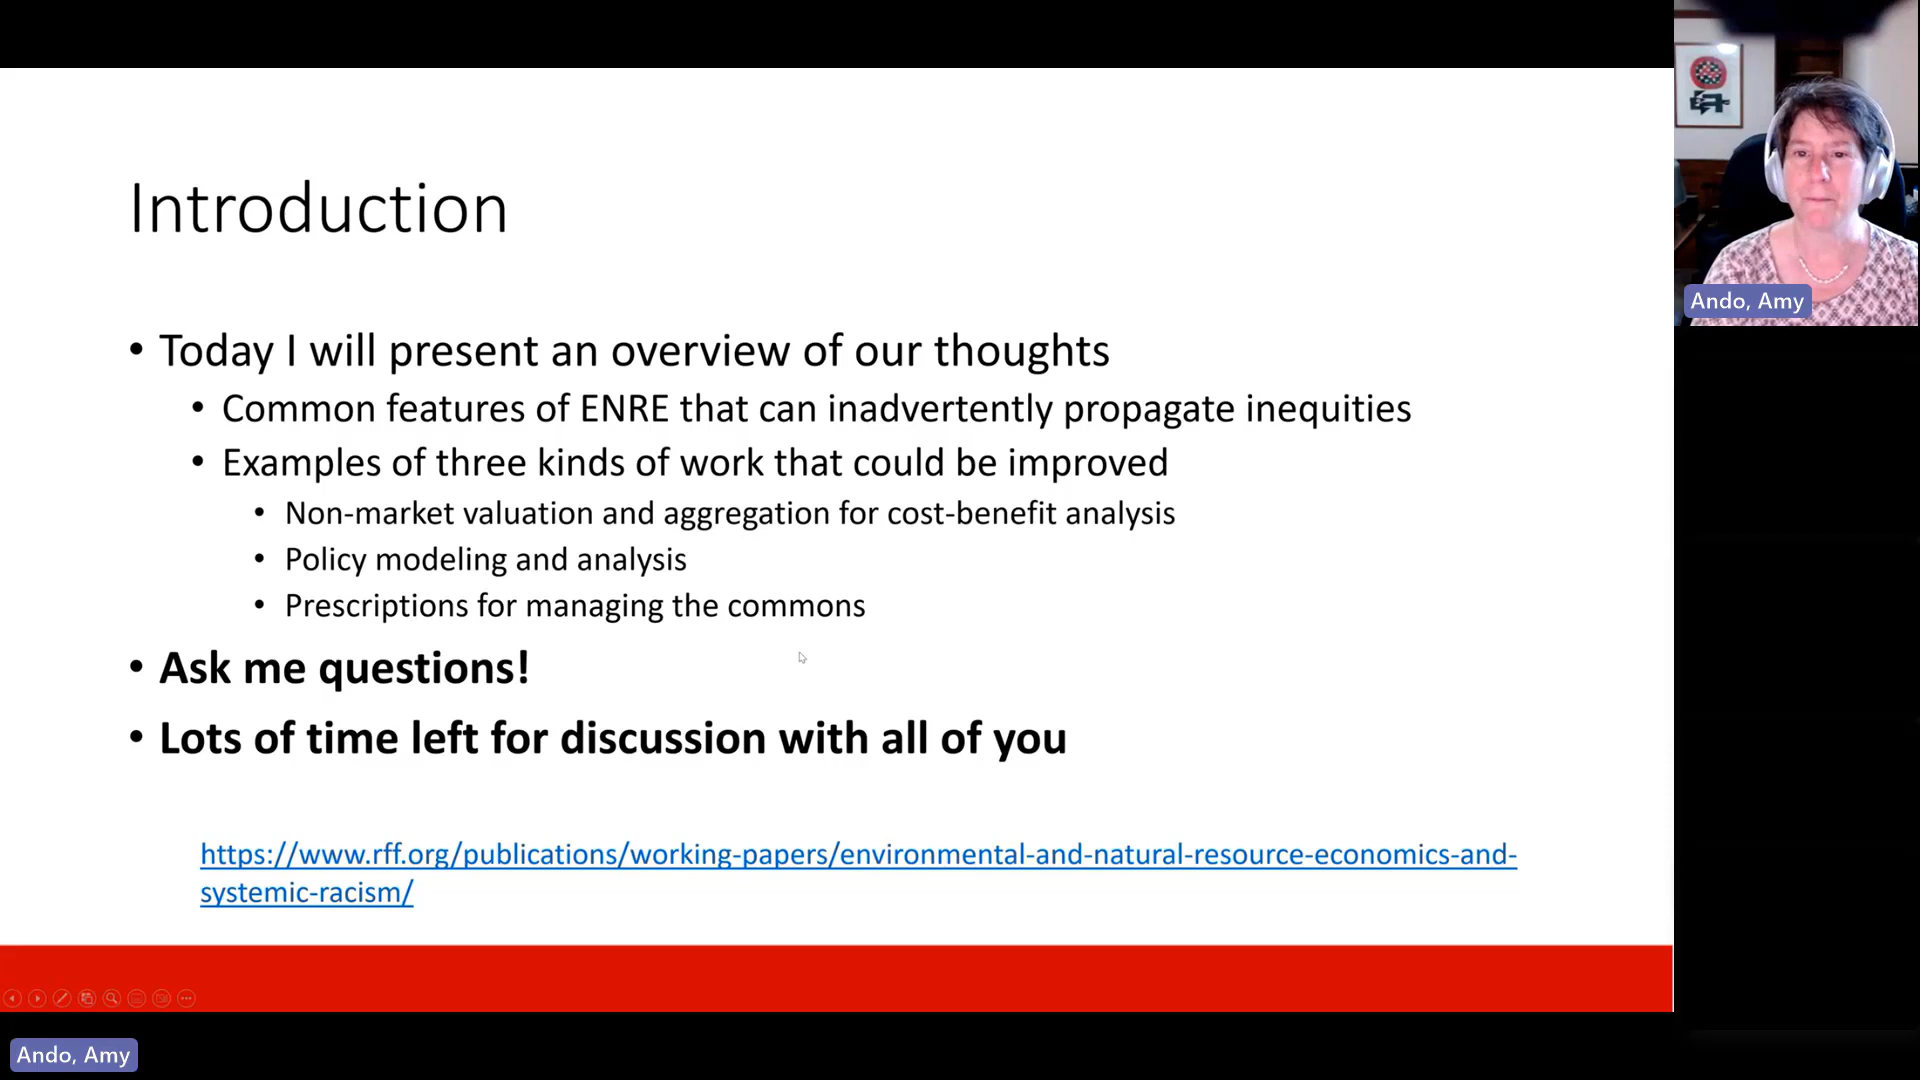 Introduction
• Today I will present an overview of our thoughts
• Common features of ENRE that can inadvertently propagate inequities
• Examples of three kinds of work that could be improved
• Non-market valuation and aggregation for cost-benefit analysis
• Policy modeling and analysis
• Prescriptions for managing the commons
• Ask me questions!
• Lots of time left for discussion with all of you
https://www.rff.org/publications/working-papers/environmental-and-natural-resource-economics-and-
systemic-racism/
Ando, Amy
Ando, Amy